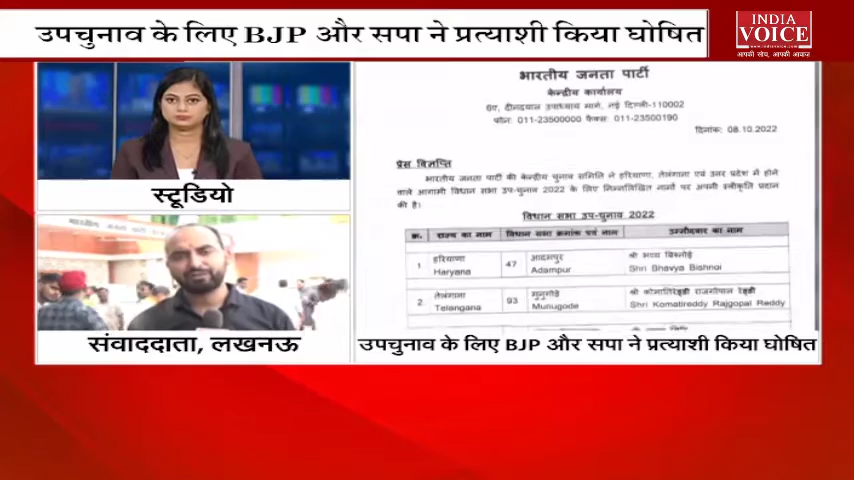 उपचुनाव के लिए BJP और सपा ने प्रत्याशी किया घोषित
INDIA
VOICE
आपकी सोच, आपकी आवाज
भारतीय जनता पार्टी
केन्द्रीय कार्यालय
6ए, दीनदयाल उपाध्याय मार्ग, नई दिल्ली-110002
फोन: 011-23500000 फैक्स: 011-23500190
दिनांक: 08.10.2022
प्रेस विज्ञप्ति
भारतीय जनता पार्टी की केन्द्रीय चुनाव समिति ने हरियाणा, तेलंगाना एवं उत्तर प्रदेश में होने
वाले आगामी विधान सभा उप-चुनाव 2022 के लिए निम्नलिखित नामों पर अपनी स्वीकृति प्रदान
की है।
विधान सभा उप-चुनाव 2022
क्र. राज्य का नाम विधान सभा क्रमांक एवं नाम उम्मीदवार का नाम
1 हरियाणा Haryana 47 आदमपुर Adampur श्री भव्य बिश्नोई Shri Bhavya Bishnoi
2. तेलंगाना Telangana 93 मुनुगोड़े Munugode श्री कोमातिरेड्डी राजगोपाल रेड्डी Shri Komatireddy Rajgopal Reddy
स्टूडियो
भारतीय जनता पार्टी
संवाददाता, लखनऊ
उपचुनाव के लिए BJP और सपा ने प्रत्याशी किया घोषित